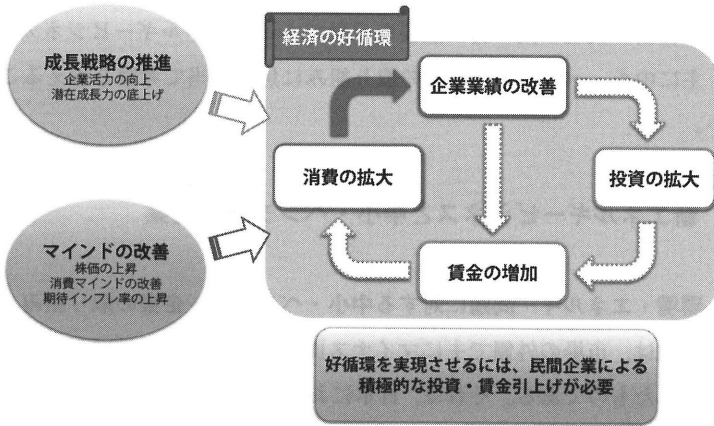 経済の好循環
成長戦略の推進
企業活力の向上
潜在成長力の底上げ
企業業績の改善
消費の拡大
投資の拡大
マインドの改善
株価の上昇
消費マインドの改善
期待インフレ率の上昇
賃金の増加
好循環を実現させるには、民間企業による
積極的な投資・賃金引上げが必要